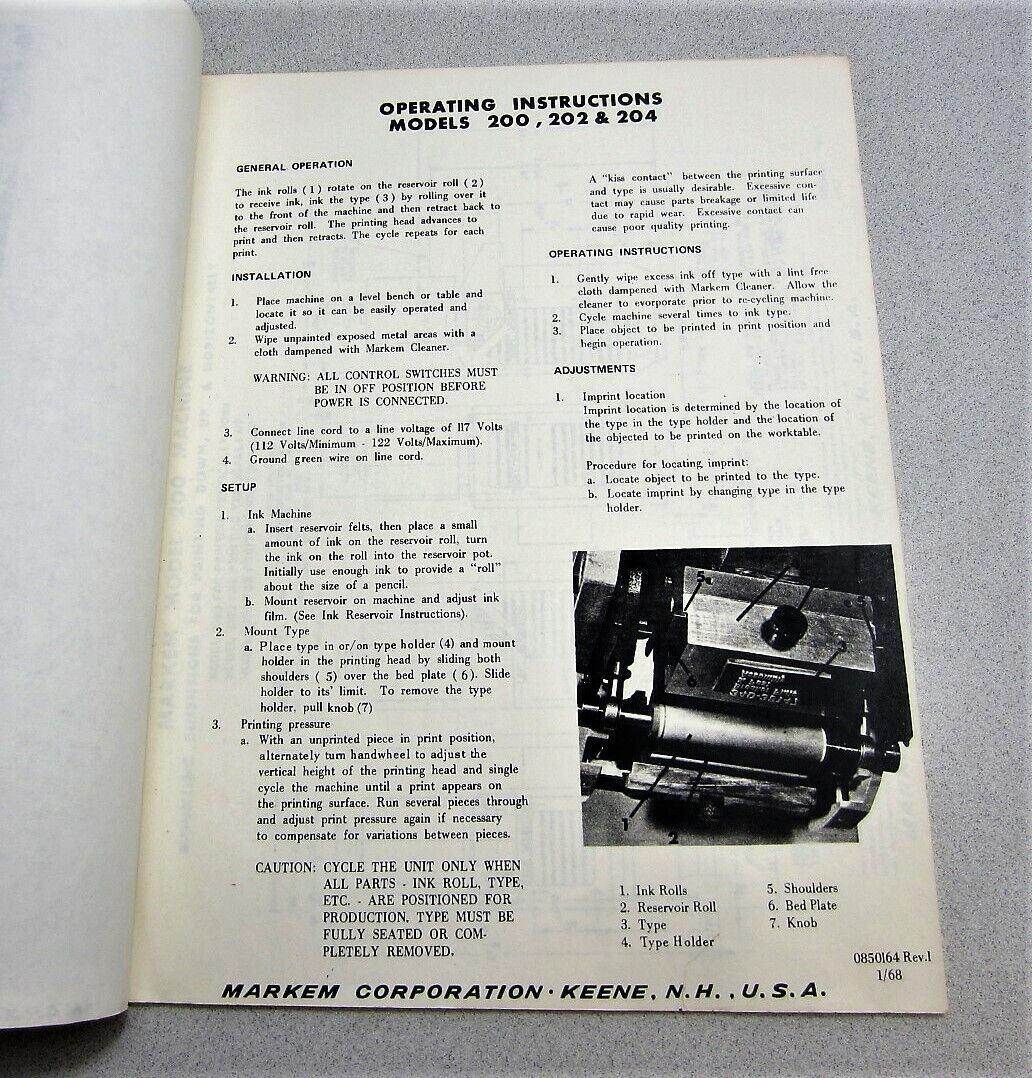 OPERATING INSTRUCTIONS
MODELS 200, 202 & 204
GENERAL OPERATION
The ink rolls (1) rotate on the reservoir roll (2)
to receive ink, ink the type (3) by rolling over it
to the front of the machine and then retract back to
the reservoir roll. The printing head advances to
print and then retracts. The cycle repeats for each
print.
INSTALLATION
1. Place machine on a level bench or table and
locate it so it can be easily operated and
adjusted.
2. Wipe unpainted exposed metal areas with a
cloth dampened with Markem Cleaner.
WARNING: ALL CONTROL SWITCHES MUST
BE IN OFF POSITION BEFORE
POWER IS CONNECTED.
3. Connect line cord to a line voltage of 117 Volts
(112 Volts/Minimum - 122 Volts/Maximum).
4. Ground green wire on line cord.
SETUP
1. Ink Machine
a. Insert reservoir felts, then place a small
amount of ink on the reservoir roll, turn
the ink on the roll into the reservoir pot.
Initially use enough ink to provide a "roll"
about the size of a pencil.
b. Mount reservoir on machine and adjust ink
film. (See Ink Reservoir Instructions).
2. Mount Type
a. Place type in or/on type holder (4) and mount
holder in the printing head by sliding both
shoulders (5) over the bed plate (6). Slide
holder to its' limit. To remove the type
holder, pull knob (7)
3. Printing pressure
a. With an unprinted piece in print position,
alternately turn handwheel to adjust the
vertical height of the printing head and single
cycle the machine until a print appears on
the printing surface. Run several pieces through
and adjust print pressure again if necessary
to compensate for variations between pieces.
CAUTION: CYCLE THE UNIT ONLY WHEN
ALL PARTS - INK ROLL, TYPE,
ETC. - ARE POSITIONED FOR
PRODUCTION, TYPE MUST BE
FULLY SEATED OR COM-
PLETELY REMOVED.
A "kiss contact" between the printing surface
and type is usually desirable. Excessive con-
tact may cause parts breakage or limited life
due to rapid wear. Excessive contact can
cause poor quality printing.
OPERATING INSTRUCTIONS
1. Gently wipe excess ink off type with a lint free
cloth dampened with Markem Cleaner. Allow the
cleaner to evorporate prior to re-cycling machine.
2. Cycle machine several times to ink type.
3. Place object to be printed in print position and
begin operation.
ADJUSTMENTS
1. Imprint location
Imprint location is determined by the location of
the type in the type holder and the location of
the objected to be printed on the worktable.
Procedure for locating imprint:
a. Locate object to be printed to the type.
b. Locate imprint by changing type in the type
holder.
5
3
6
1
2
1. Ink Rolls
2. Reservoir Roll
3. Type
4. Type Holder
5. Shoulders
6. Bed Plate
7. Knob
0850164 Rev.1
1/68
MARKEM CORPORATION · KEENE, N.H., U.S.A.